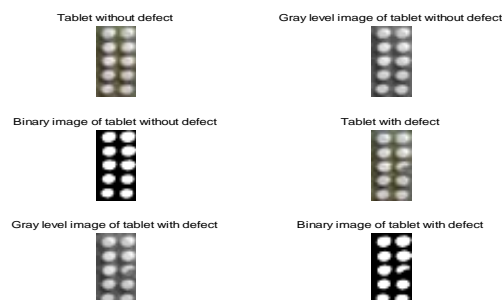 Tablet without defect
Gray level image of tablet without defect
Binary image of tablet without defect
Tablet with defect
Gray level image of tablet with defect
Binary image of tablet with defect